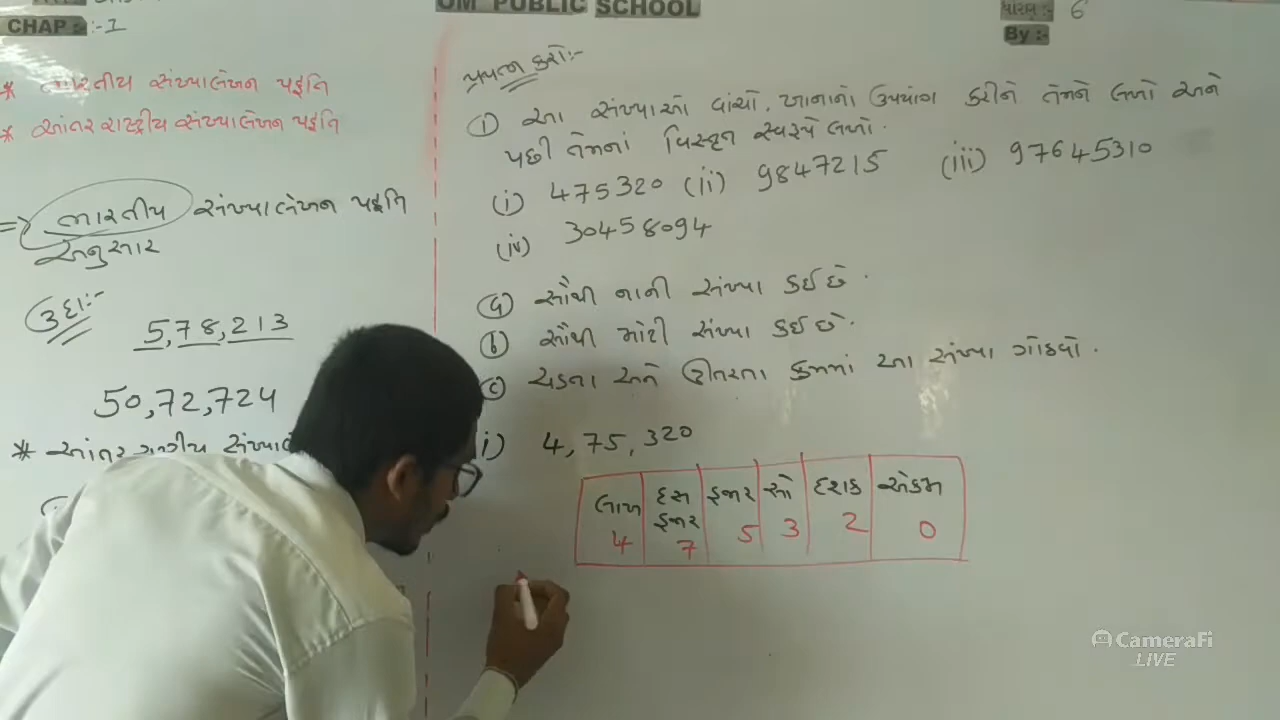 OM PUBLIC SCHOOL
CHAP :- 1
ધોરણ :- 6
By :-
* ભારતીય સંખ્યાલેખન પદ્ધતિ
* આંતરરાષ્ટ્રીય સંખ્યાલેખન પદ્ધતિ
=> ભારતીય સંખ્યાલેખન પદ્ધતિ
અનુસાર
ઉદા:-
5,78,213
50,72,724
* આંતર
પ્રયત્ન કરો:-
① આ સંખ્યાઓ વાંચો. ખાનાનો ઉપયોગ કરીને તેમને લખો અને
પછી તેમનાં વિસ્તૃત સ્વરૂપે લખો.
(i) 475320 (ii) 9847215 (iii) 97645310
(iv) 30458094
ⓐ સૌથી નાની સંખ્યા કઈ છે.
ⓑ સૌથી મોટી સંખ્યા કઈ છે.
ⓒ ચડતા અને ઊતરતા ક્રમમાં આ સંખ્યા ગોઠવો.
i) 4,75,320
લાખ દસ હજાર હજાર સો દશક એકમ
4 7 5 3 2 0
CameraFi
LIVE